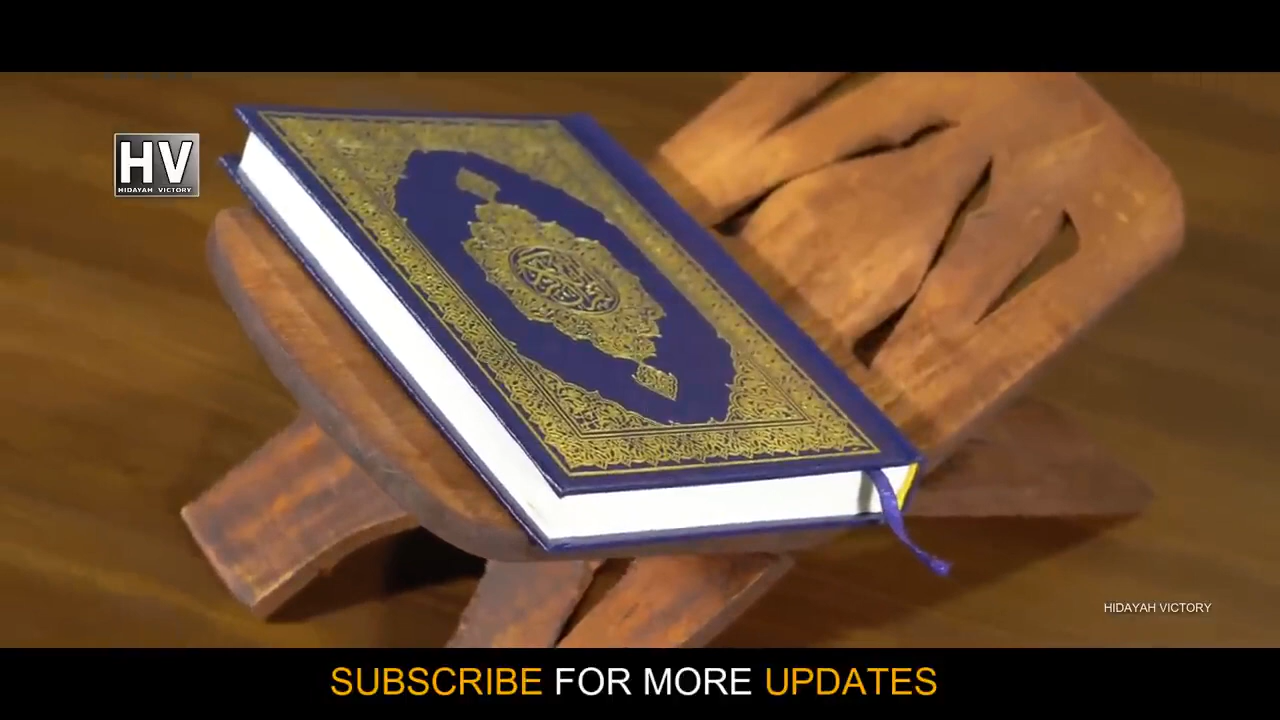 HV
HIDAYAH VICTORY
HIDAYAH VICTORY
SUBSCRIBE FOR MORE UPDATES